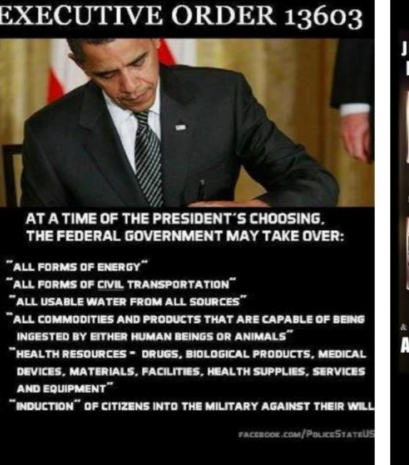 EXECUTIVE ORDER 13603
AT A TIME OF THE PRESIDENT'S CHOOSING,
THE FEDERAL GOVERNMENT MAY TAKE OVER:
"ALL FORMS OF ENERGY"
"ALL FORMS OF CIVIL TRANSPORTATION"
"ALL USABLE WATER FROM ALL SOURCES"
"ALL COMMODITIES AND PRODUCTS THAT ARE CAPABLE OF BEING
INGESTED BY EITHER HUMAN BEINGS OR ANIMALS"
"HEALTH RESOURCES - DRUGS, BIOLOGICAL PRODUCTS, MEDICAL
DEVICES, MATERIALS, FACILITIES, HEALTH SUPPLIES, SERVICES
AND EQUIPMENT"
"INDUCTION" OF CITIZENS INTO THE MILITARY AGAINST THEIR WILL
FACEBOOK.COM/POLICESTATEUS
J
&
A